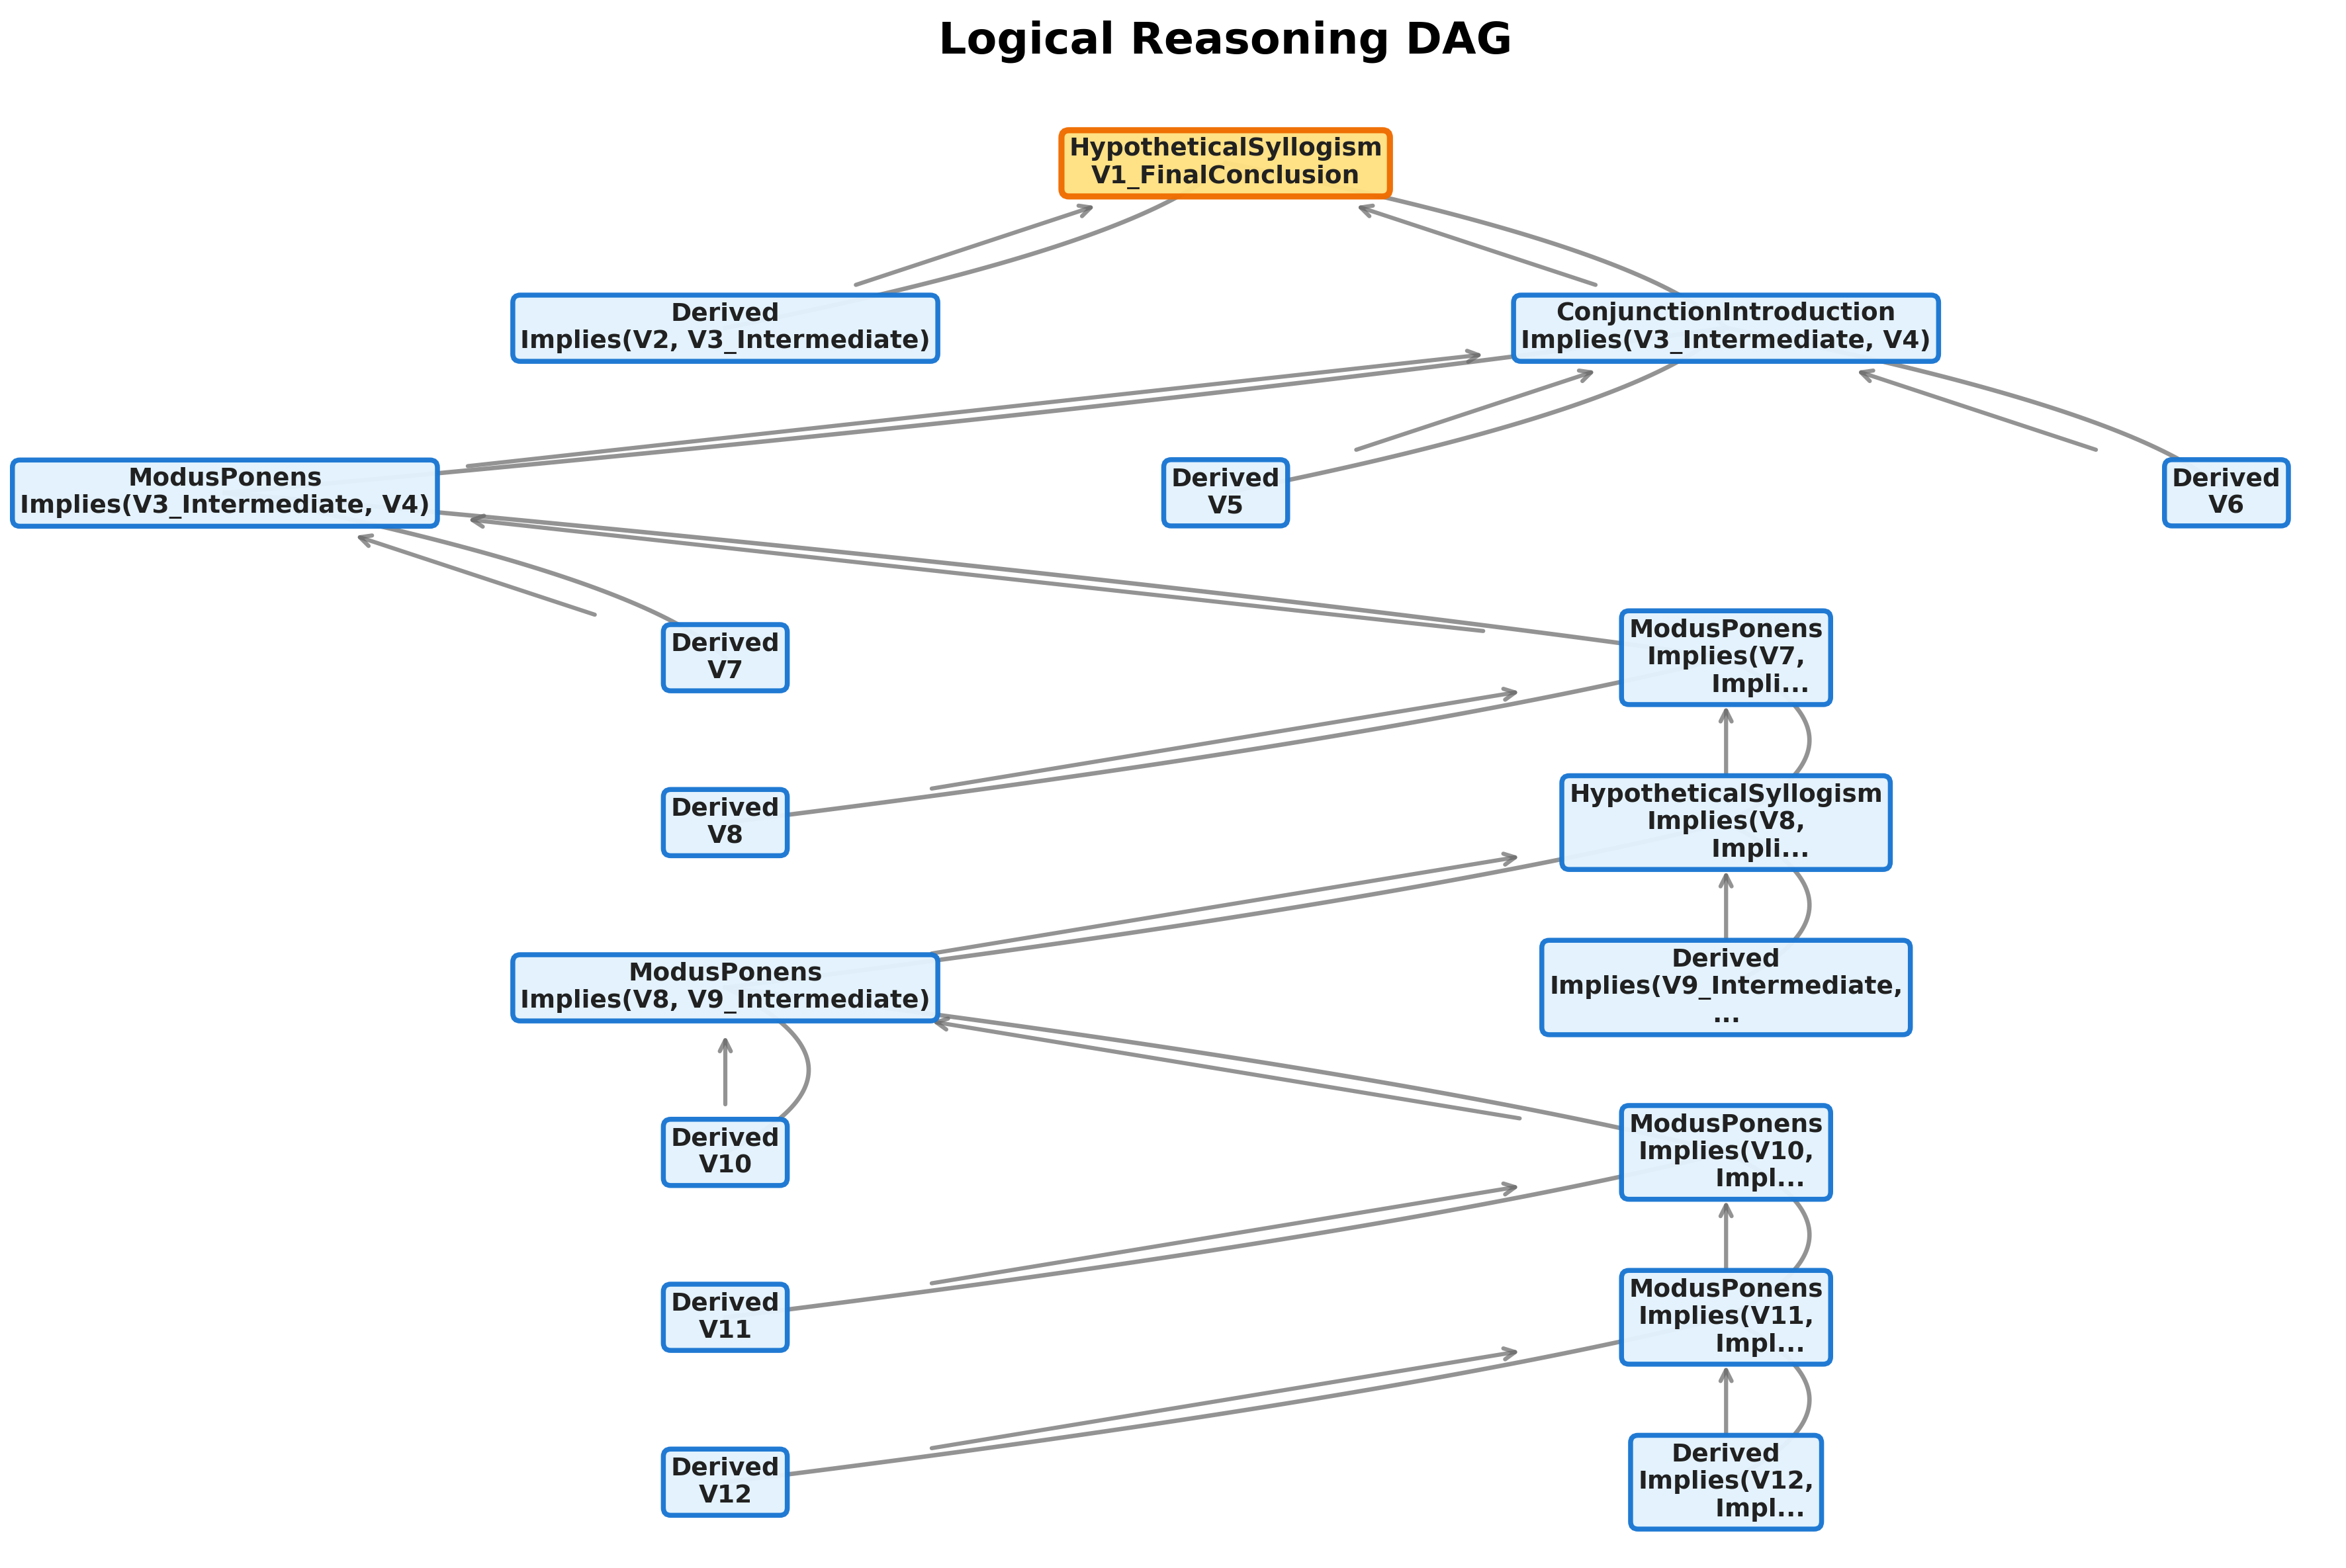 Logical Reasoning DAG
HypotheticalSyllogism
V1_FinalConclusion
Derived
Implies(V2, V3_Intermediate)
ConjunctionIntroduction
Implies(V3_Intermediate, V4)
ModusPonens
Implies(V3_Intermediate, V4)
Derived
V5
Derived
V6
Derived
V7
ModusPonens
Implies(V7,
Impli...
Derived
V8
HypotheticalSyllogism
Implies(V8,
Impli...
ModusPonens
Implies(V8, V9_Intermediate)
Derived
Implies(V9_Intermediate,
...
Derived
V10
ModusPonens
Implies(V10,
Impl...
Derived
V11
ModusPonens
Implies(V11,
Impl...
Derived
V12
Derived
Implies(V12,
Impl...